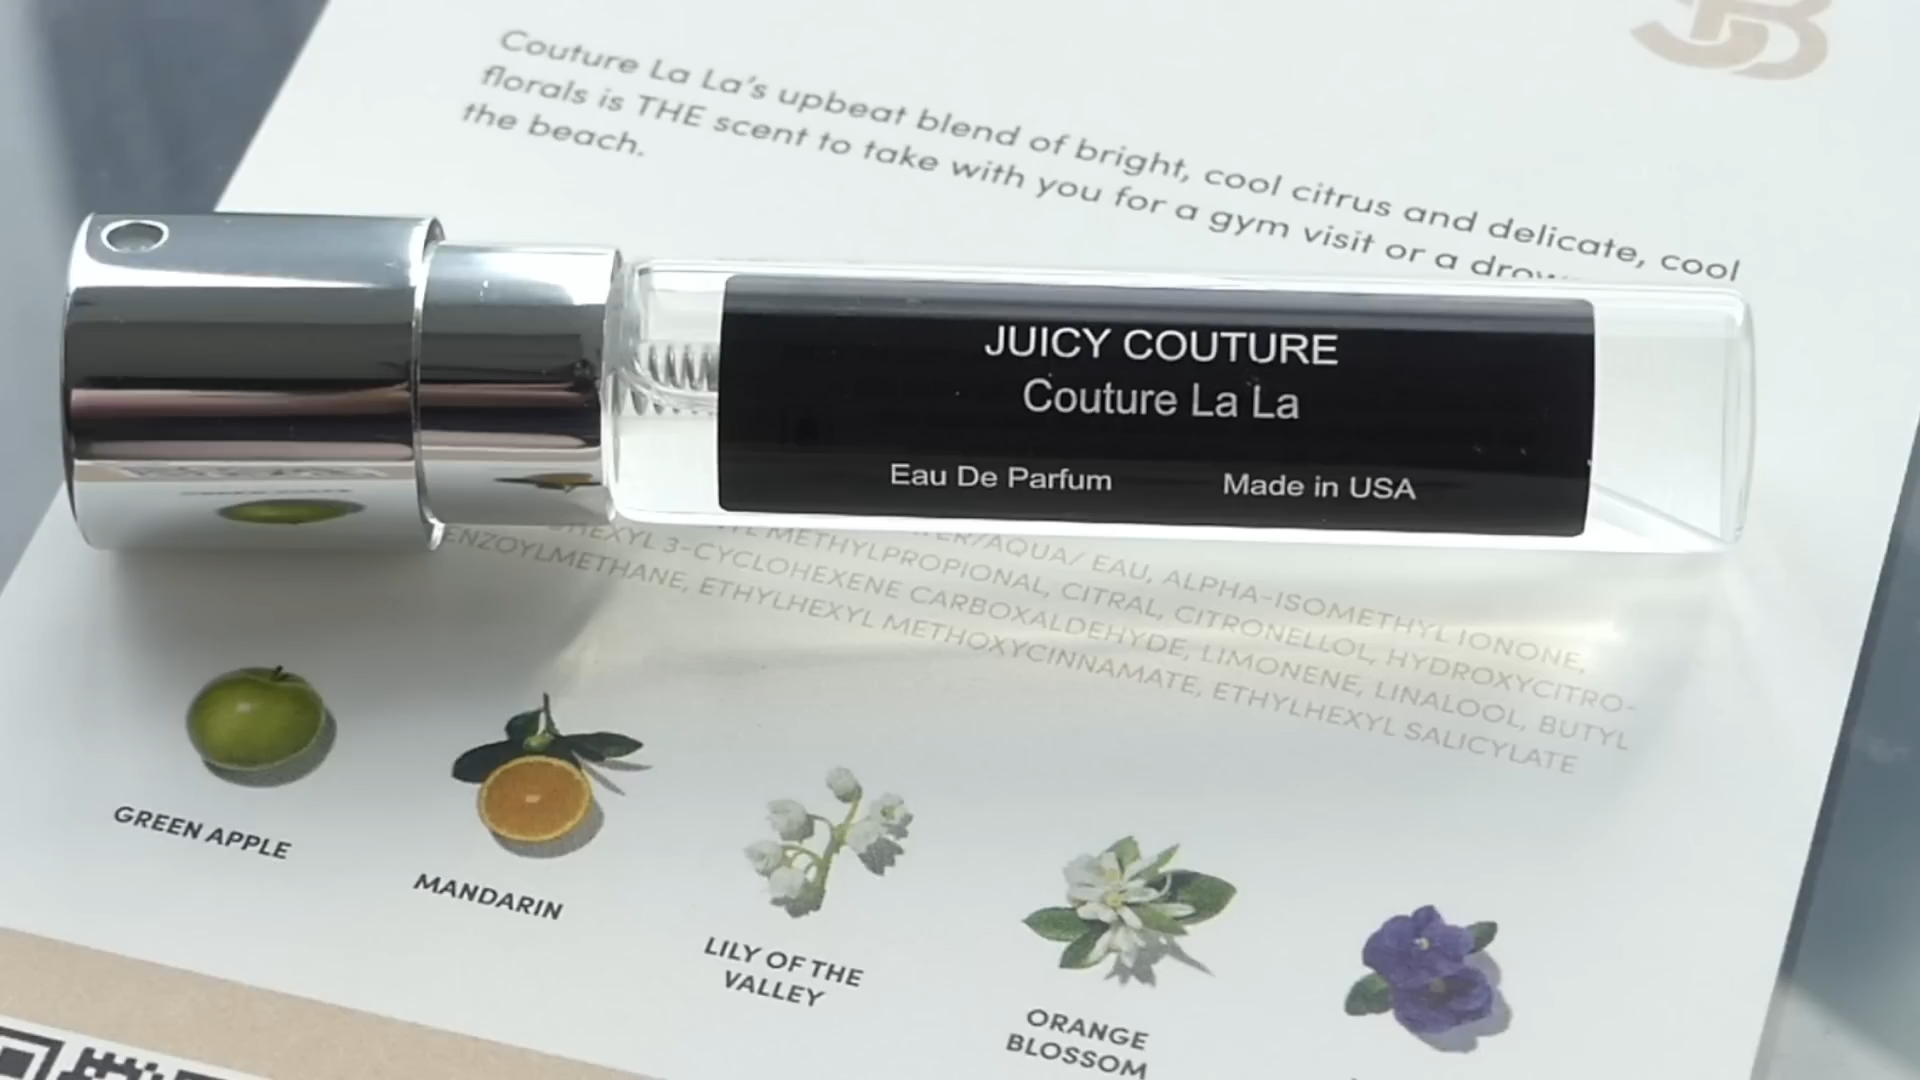 Couture La La's upbeat blend of bright, cool citrus and delicate, cool
florals is THE scent to take with you for a gym visit or a
the beach.
JUICY COUTURE
Couture La La
Eau De Parfum Made in USA
AQUA/ EAU, ALPHA-ISOMETHYL IONONE,
METHYLPROPIONAL, CITRAL, CITRONELLOL, HYDROXYCITRO-
3-CYCLOHEXENE CARBOXALDEHYDE, LIMONENE, LINALOOL, BUTYL
ETHYLHEXYL METHOXYCINNAMATE, ETHYLHEXYL SALICYLATE
GREEN APPLE
MANDARIN
LILY OF THE
VALLEY
ORANGE
BLOSSOM